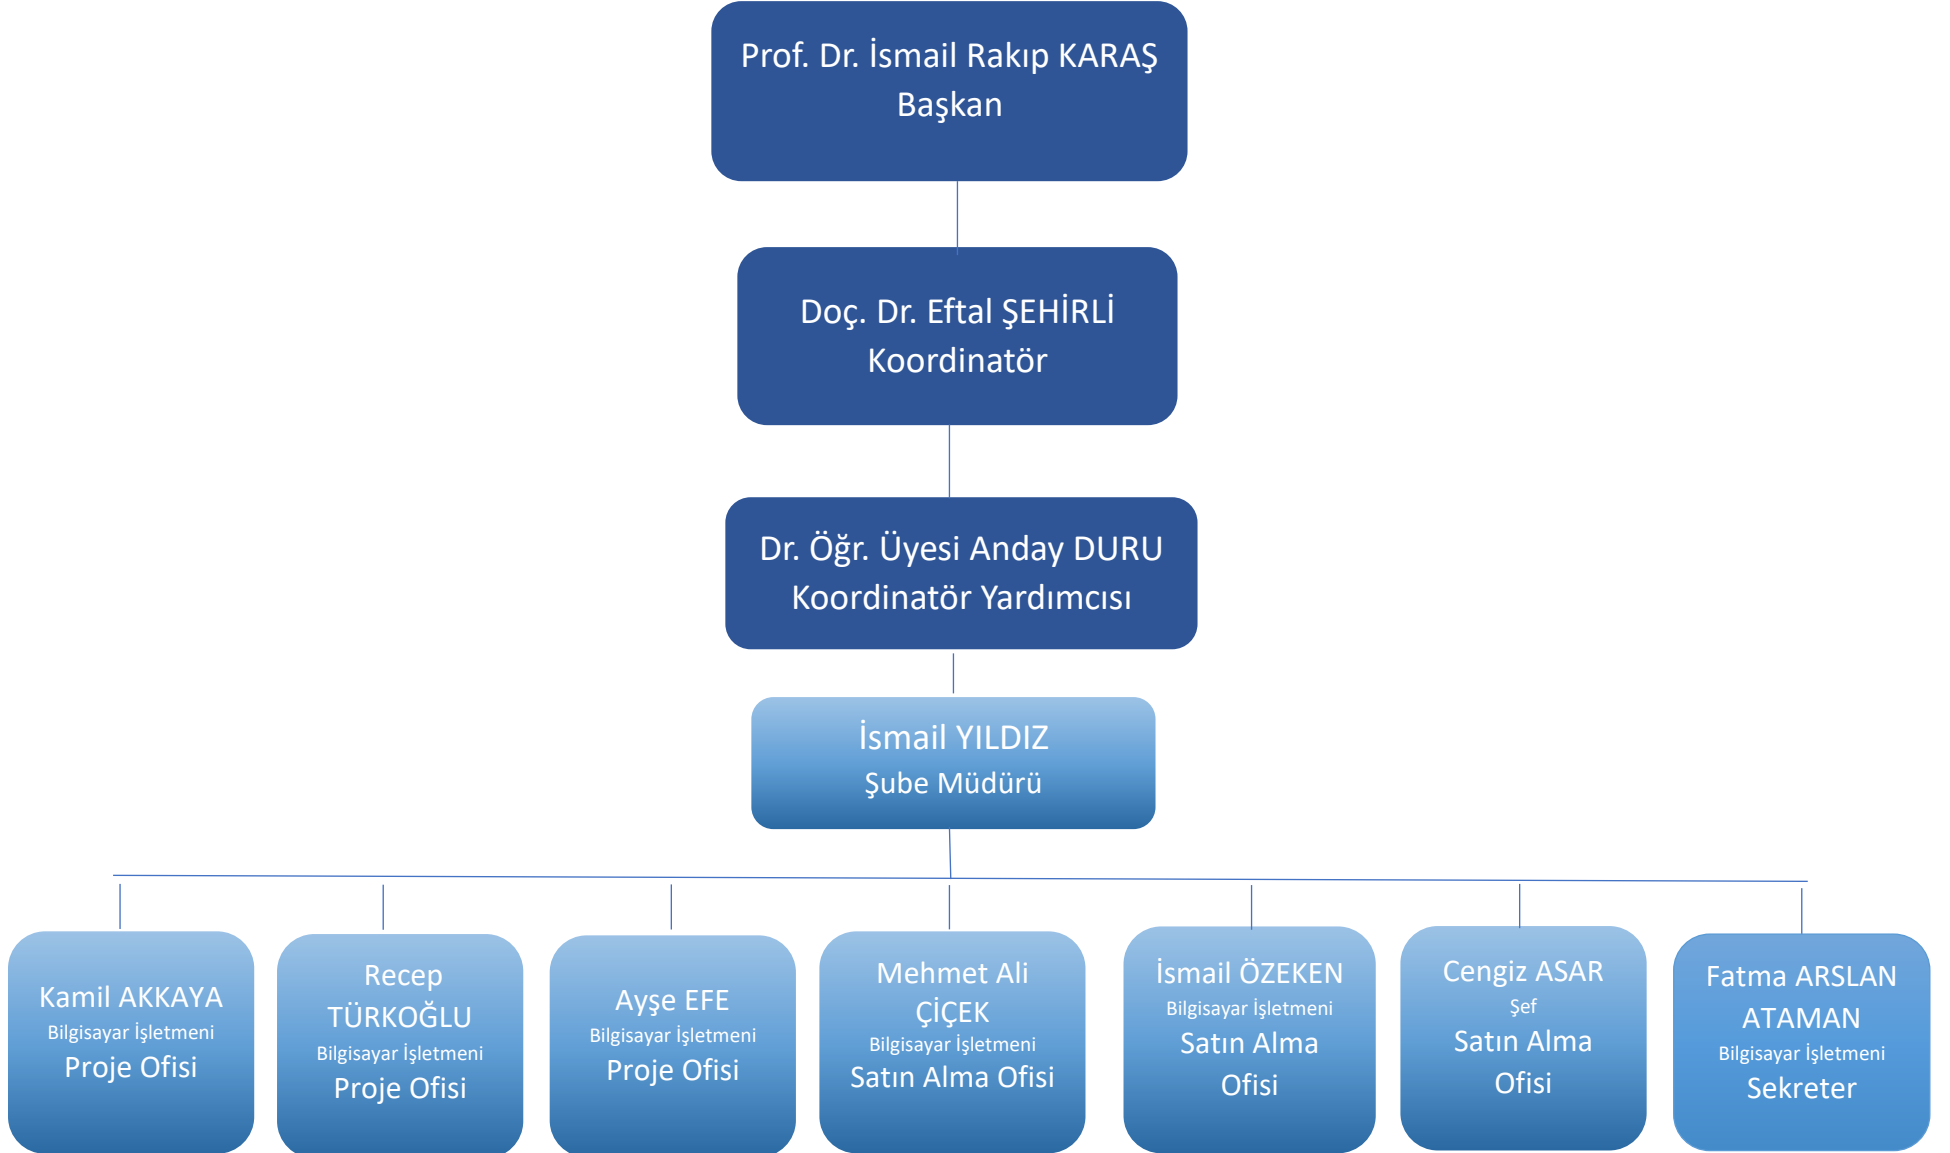 Prof. Dr. İsmail Rakıp KARAŞ
Başkan
Doç. Dr. Eftal ŞEHİRLİ
Koordinatör
Dr. Öğr. Üyesi Anday DURU
Koordinatör Yardımcısı
İsmail YILDIZ
Şube Müdürü
Kamil AKKAYA
Bilgisayar İşletmeni
Proje Ofisi
Recep
TÜRKOĞLU
Bilgisayar İşletmeni
Proje Ofisi
Ayşe EFE
Bilgisayar İşletmeni
Proje Ofisi
Mehmet Ali
ÇİÇEK
Bilgisayar İşletmeni
Satın Alma Ofisi
İsmail ÖZEKEN
Bilgisayar İşletmeni
Satın Alma
Ofisi
Cengiz ASAR
Şef
Satın Alma
Ofisi
Fatma ARSLAN
ATAMAN
Bilgisayar İşletmeni
Sekreter